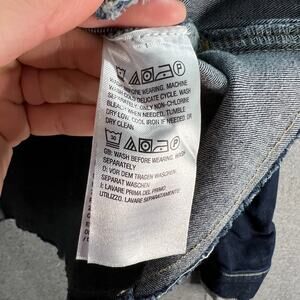 WASH BEFORE WEARING. MACHINE
WASH COLD DELICATE CYCLE. WASH
SEPARATELY. ONLY NON-CHLORINE
BLEACH WHEN NEEDED. TUMBLE
DRY LOW. COOL IRON IF NEEDED OR
DRY CLEAN.
30
P
GB: WASH BEFORE WEARING. WASH
SEPARATELY
D: VOR DEM TRAGEN WASCHEN.
SEPARAT WASCHEN
I: LAVARE PRIMA DEL PRIMO
UTILIZZO. LAVARE SEPARATAMENTE